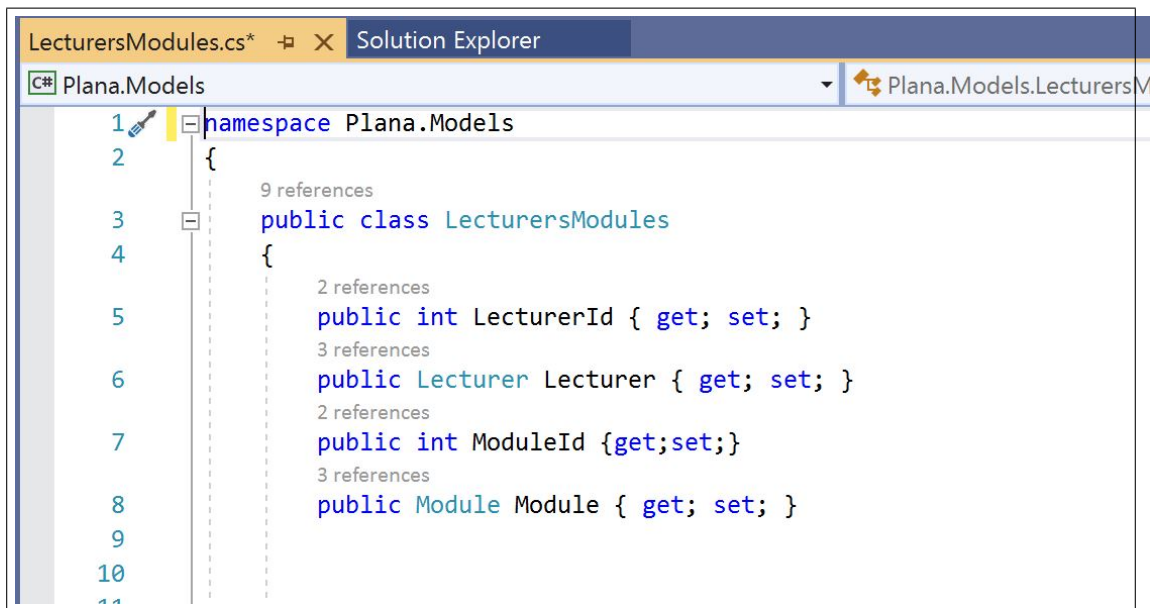 LecturersModules.cs* Solution Explorer
C# Plana.Models Plana.Models.LecturersM
1 namespace Plana.Models
2 {
9 references
3 public class LecturersModules
4 {
2 references
5 public int LecturerId { get; set; }
3 references
6 public Lecturer Lecturer { get; set; }
2 references
7 public int ModuleId {get;set;}
3 references
8 public Module Module { get; set; }
9
10
11